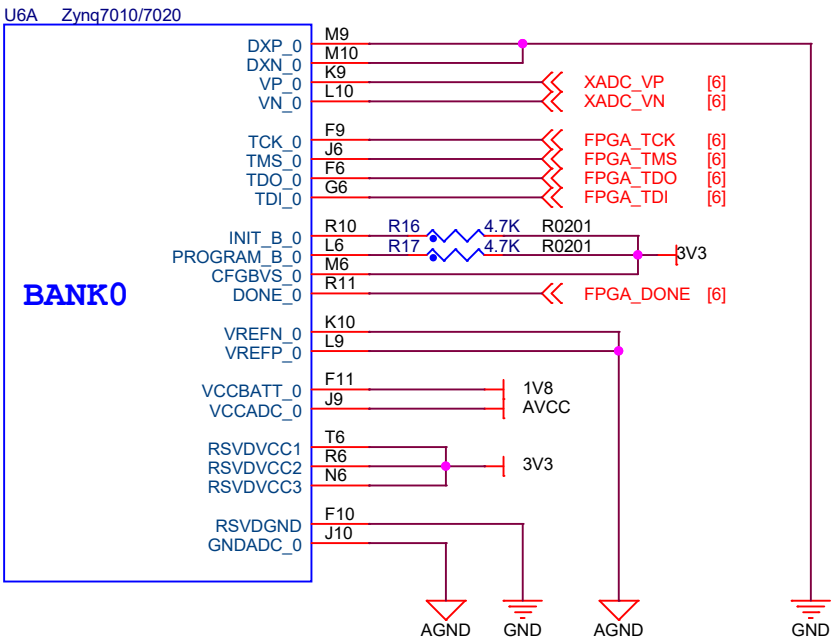 U6A Zynq7010/7020
DXP_0 M9
DXN_0 M10
VP_0 K9 XADC_VP [6]
VN_0 L10 XADC_VN [6]
TCK_0 F9 FPGA_TCK [6]
TMS_0 J6 FPGA_TMS [6]
TDO_0 F6 FPGA_TDO [6]
TDI_0 G6 FPGA_TDI [6]
INIT_B_0 R10 R16 4.7K R0201
PROGRAM_B_0 L6 R17 4.7K R0201 3V3
CFGBVS_0 M6
BANK0
DONE_0 R11 FPGA_DONE [6]
VREFN_0 K10
VREFP_0 L9
VCCBATT_0 F11 1V8
VCCADC_0 J9 AVCC
RSVDVCC1 T6
RSVDVCC2 R6 3V3
RSVDVCC3 N6
RSVDGND F10
GNDADC_0 J10
AGND GND AGND GND